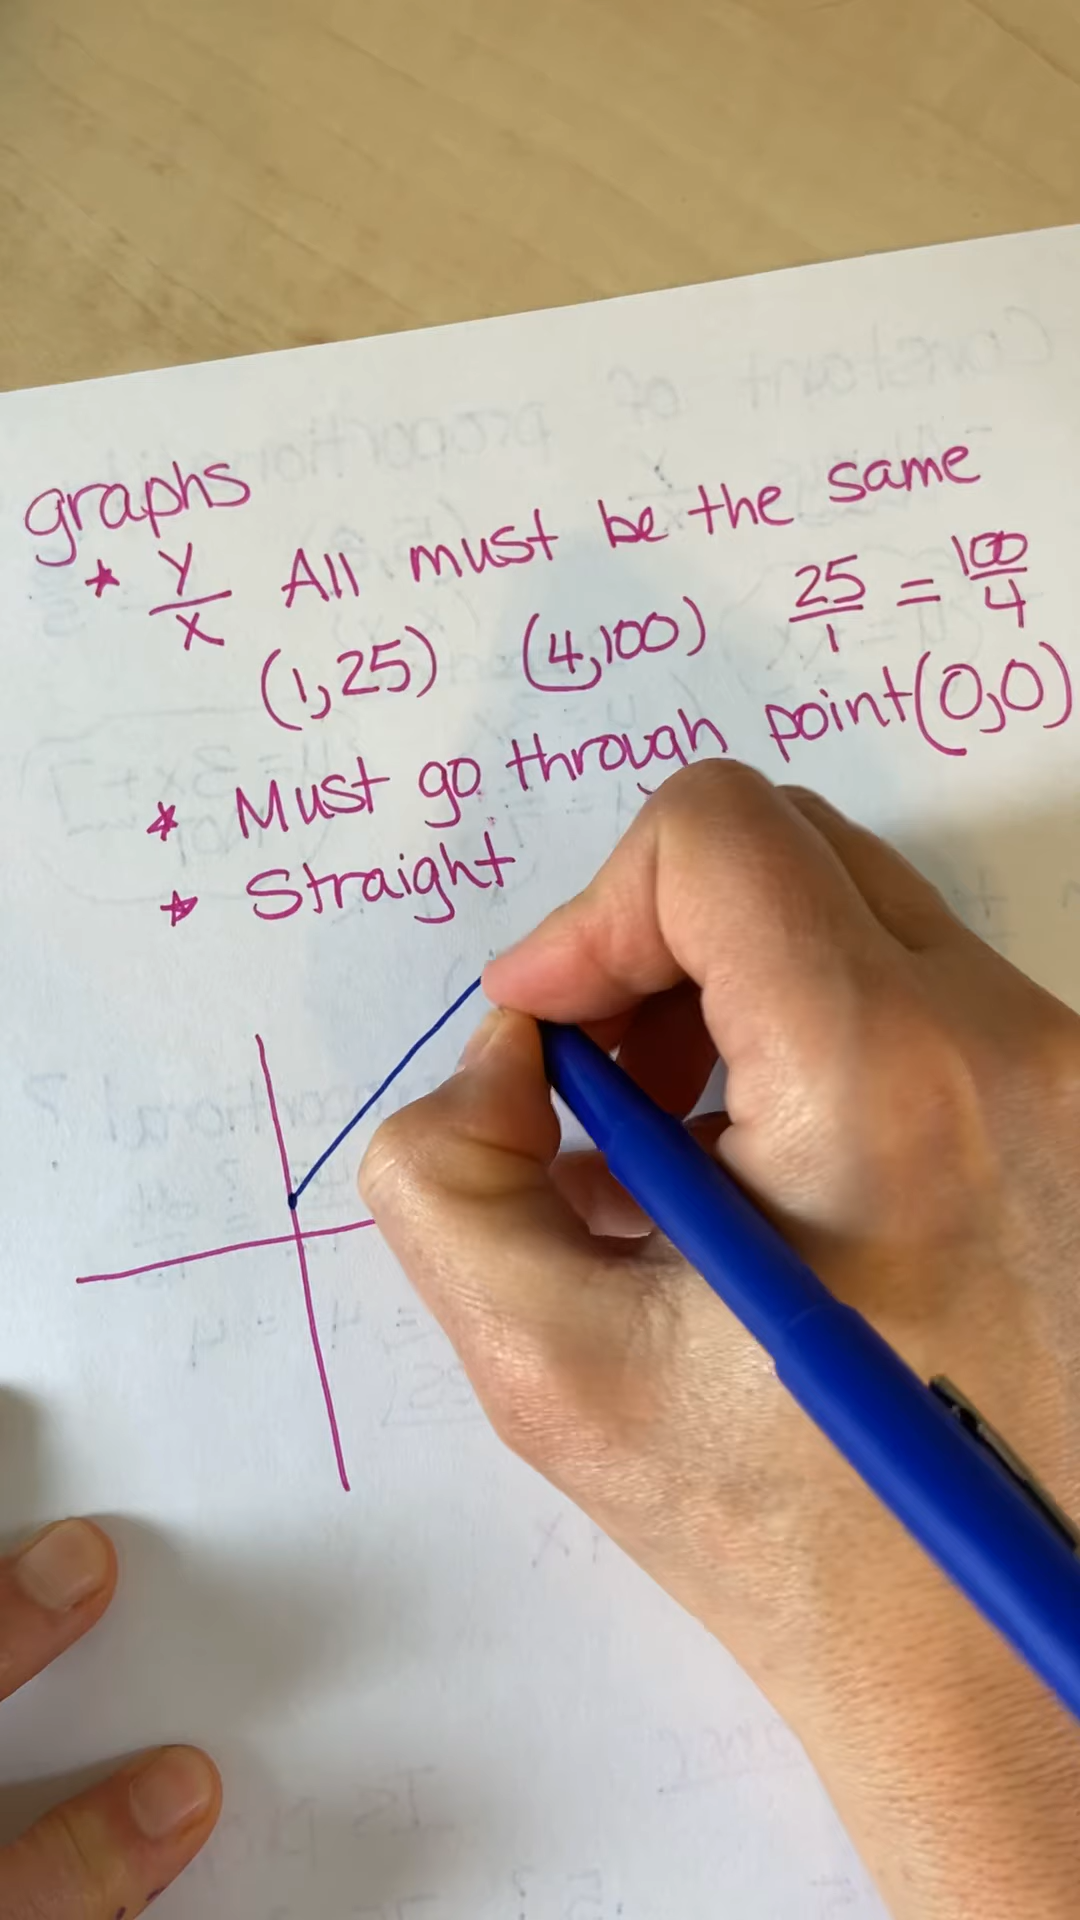 graphs
* y/x All must be the same
(1,25) (4,100) 25/1 = 100/4
* Must go through point(0,0)
* Straight